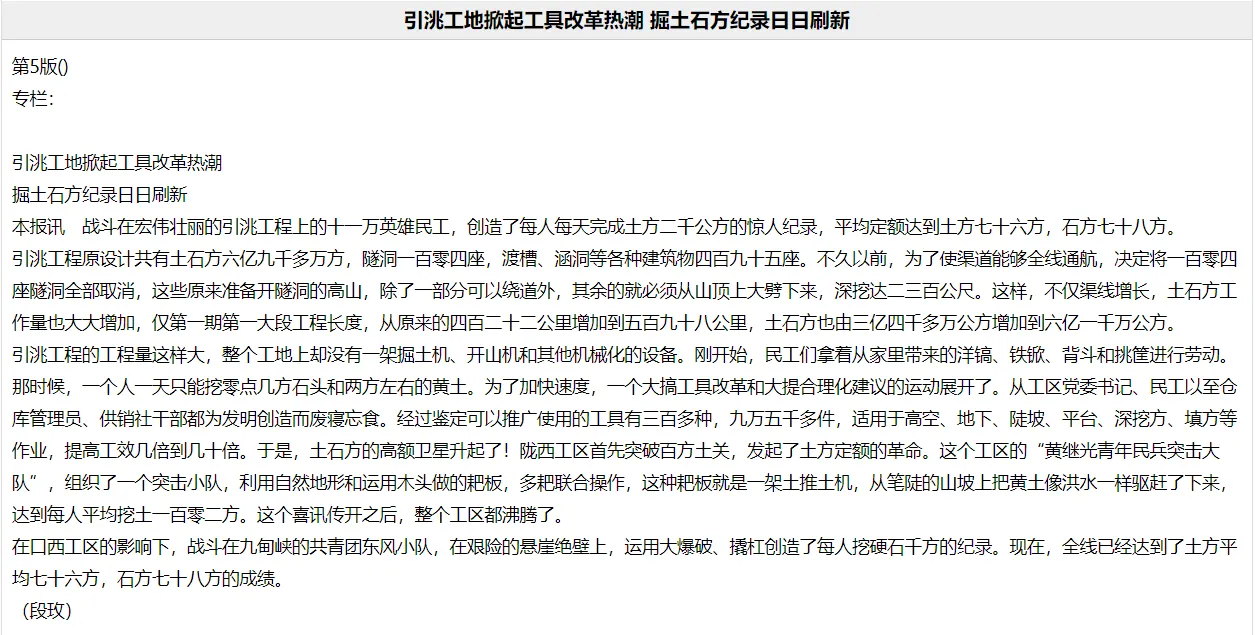 引洮工地掀起工具改革热潮 掘土石方纪录日日刷新
第5版()
专栏：
引洮工地掀起工具改革热潮
掘土石方纪录日日刷新
本报讯　战斗在宏伟壮丽的引洮工程上的十一万英雄民工，创造了每人每天完成土方二千公方的惊人纪录，平均定额达到土方七十六方，石方七十八方。
引洮工程原设计共有土石方六亿九千多万方，隧洞一百零四座，渡槽、涵洞等各种建筑物四百九十五座。不久以前，为了使渠道能够全线通航，决定将一百零四
座隧洞全部取消，这些原来准备开隧洞的高山，除了一部分可以绕道外，其余的就必须从山顶上大劈下来，深挖达二三百公尺。这样，不仅渠线增长，土石方工
作量也大大增加，仅第一期第一大段工程长度，从原来的四百二十二公里增加到五百九十八公里，土石方也由三亿四千多万公方增加到六亿一千万公方。
引洮工程的工程量这样大，整个工地上却没有一架掘土机、开山机和其他机械化的设备。刚开始，民工们拿着从家里带来的洋镐、铁锨、背斗和挑筐进行劳动。
那时候，一个人一天只能挖零点几方石头和两方左右的黄土。为了加快速度，一个大搞工具改革和大提合理化建议的运动展开了。从工区党委书记、民工以至仓
库管理员、供销社干部都为发明创造而废寝忘食。经过鉴定可以推广使用的工具有三百多种，九万五千多件，适用于高空、地下、陡坡、平台、深挖方、填方等
作业，提高工效几倍到几十倍。于是，土石方的高额卫星升起了！陇西工区首先突破百方土关，发起了土方定额的革命。这个工区的“黄继光青年民兵突击大
队”，组织了一个突击小队，利用自然地形和运用木头做的耙板，多耙联合操作，这种耙板就是一架土推土机，从笔陡的山坡上把黄土像洪水一样驱赶了下来，
达到每人平均挖土一百零二方。这个喜讯传开之后，整个工区都沸腾了。
在口西工区的影响下，战斗在九甸峡的共青团东风小队，在艰险的悬崖绝壁上，运用大爆破、撬杠创造了每人挖硬石千方的纪录。现在，全线已经达到了土方平
均七十六方，石方七十八方的成绩。
（段玫）